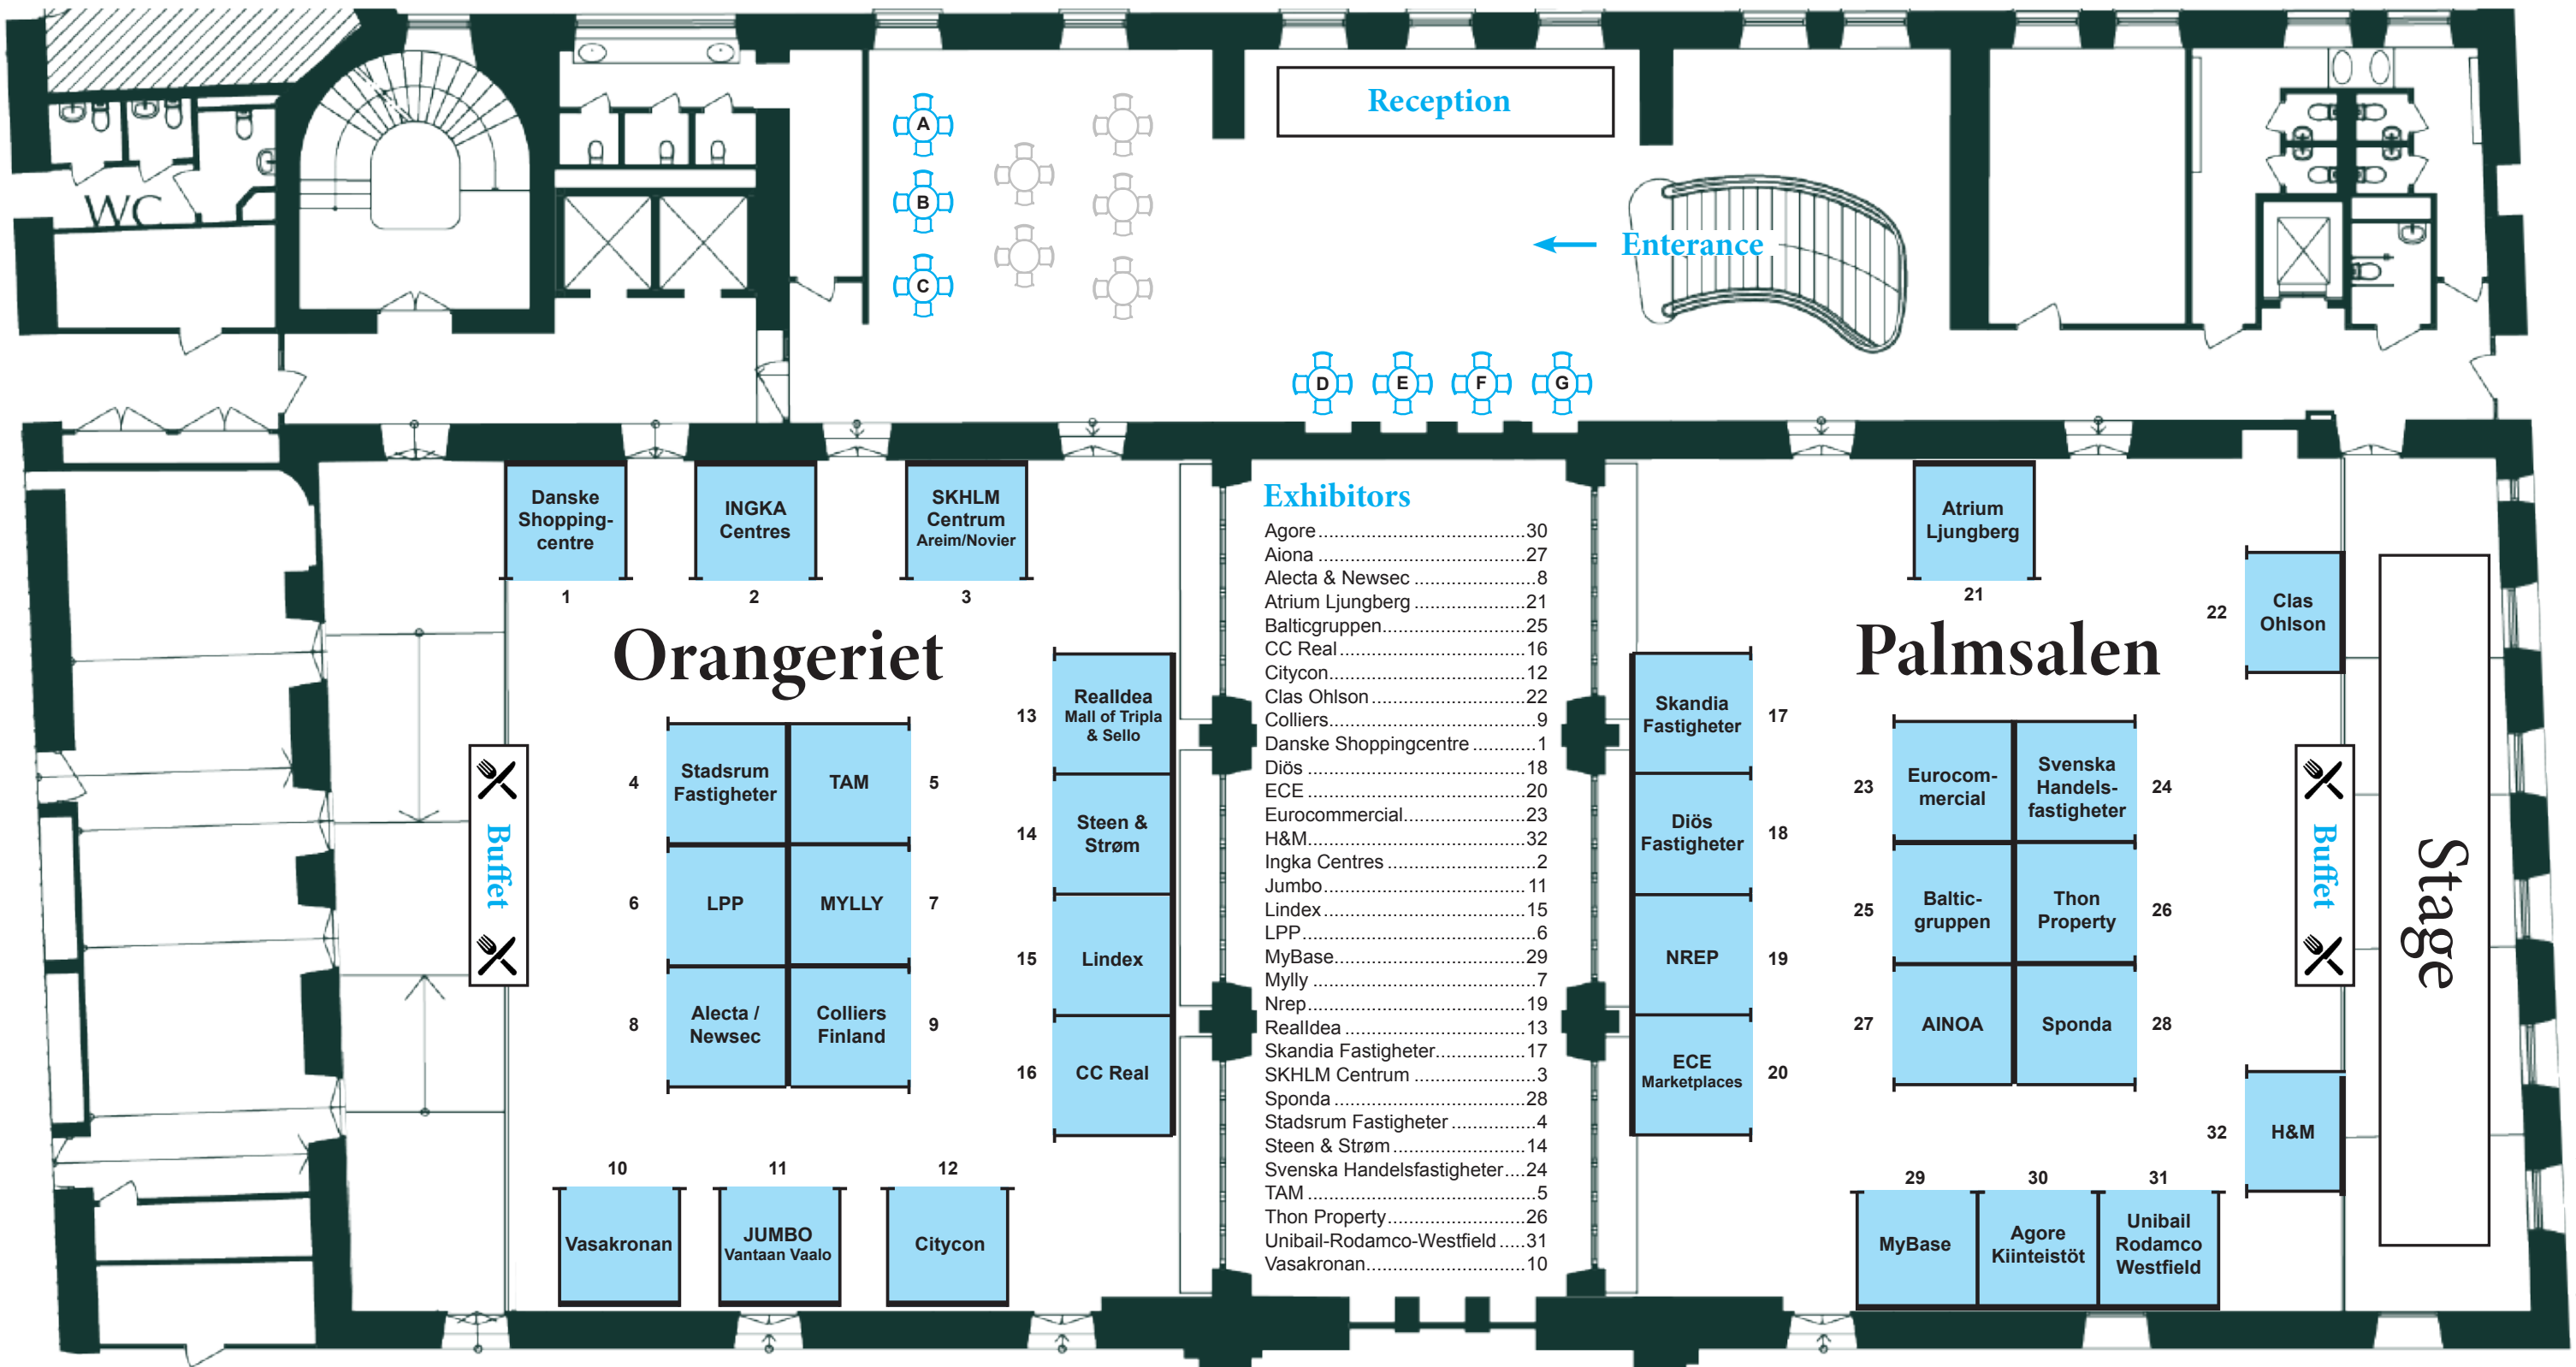 WC
Reception
Enterance
A
B
C
D
E
F
G
Danske
Shopping-
centre
1
INGKA
Centres
2
SKHLM
Centrum
Areim/Novier
3
Orangeriet
4
Stadsrum
Fastigheter
TAM
5
6
LPP
MYLLY
7
8
Alecta /
Newsec
Colliers
Finland
9
Buffet
13
RealIdea
Mall of Tripla
& Sello
14
Steen &
Strøm
15
Lindex
16
CC Real
10
Vasakronan
11
JUMBO
Vantaan Vaalo
12
Citycon
Exhibitors
Agore....................................30
Aiona ....................................27
Alecta & Newsec .....................8
Atrium Ljungberg ...................21
Balticgruppen.........................25
CC Real................................16
Citycon..................................12
Clas Ohlson ...........................22
Colliers....................................9
Danske Shoppingcentre ...........1
Diös ......................................18
ECE ......................................20
Eurocommercial.....................23
H&M......................................32
Ingka Centres ..........................2
Jumbo...................................11
Lindex...................................15
LPP.........................................6
MyBase.................................29
Mylly .......................................7
Nrep......................................19
RealIdea ...............................13
Skandia Fastigheter................17
SKHLM Centrum .....................3
Sponda .................................28
Stadsrum Fastigheter ...............4
Steen & Strøm .......................14
Svenska Handelsfastigheter....24
TAM ........................................5
Thon Property........................26
Unibail-Rodamco-Westfield.....31
Vasakronan............................10
Palmsalen
Atrium
Ljungberg
21
22
Clas
Ohlson
Skandia
Fastigheter
17
Diös
Fastigheter
18
NREP
19
ECE
Marketplaces
20
23
Eurocom-
mercial
Svenska
Handels-
fastigheter
24
25
Baltic-
gruppen
Thon
Property
26
27
AINOA
Sponda
28
Buffet
Stage
32
H&M
29
MyBase
30
Agore
Kiinteistöt
31
Unibail
Rodamco
Westfield